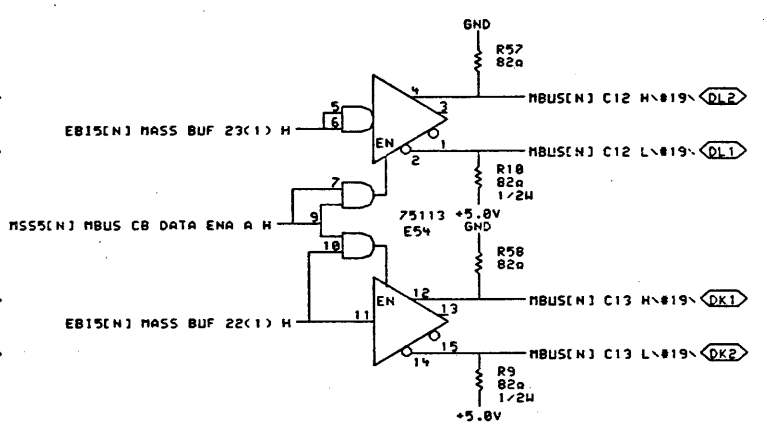 GND
R57
82Ω
4
MBUS[N] C12 H\#19\ DL2
3
5
6
EBI5[N] MASS BUF 23(1) H
EN
1
MBUS[N] C12 L\#19\ DL1
2
R10
82Ω
1/2W
7
75113
+5.0V
9
MSS5[N] MBUS CB DATA ENA A H
E54
GND
10
R58
82Ω
EN
12
MBUS[N] C13 H\#19\ DK1
13
EBI5[N] MASS BUF 22(1) H
11
15
MBUS[N] C13 L\#19\ DK2
14
R9
82Ω
1/2W
+5.0V